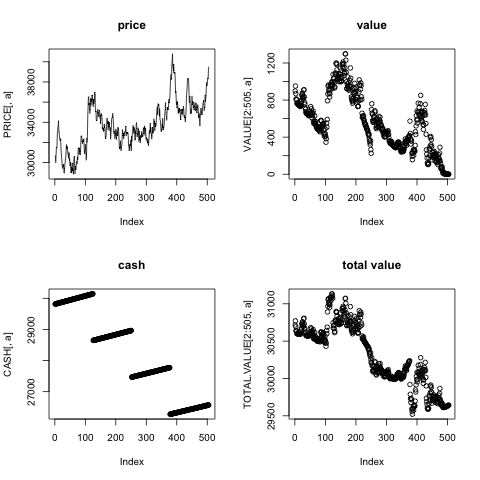 price
PRICE[, a]
30000 34000 38000
0 100 200 300 400 500
Index
value
VALUE[2:505, a]
0 400 800 1200
0 100 200 300 400 500
Index
cash
CASH[, a]
27000 29000
0 100 200 300 400 500
Index
total value
TOTAL.VALUE[2:505, a]
29500 30000 30500 31000
0 100 200 300 400 500
Index